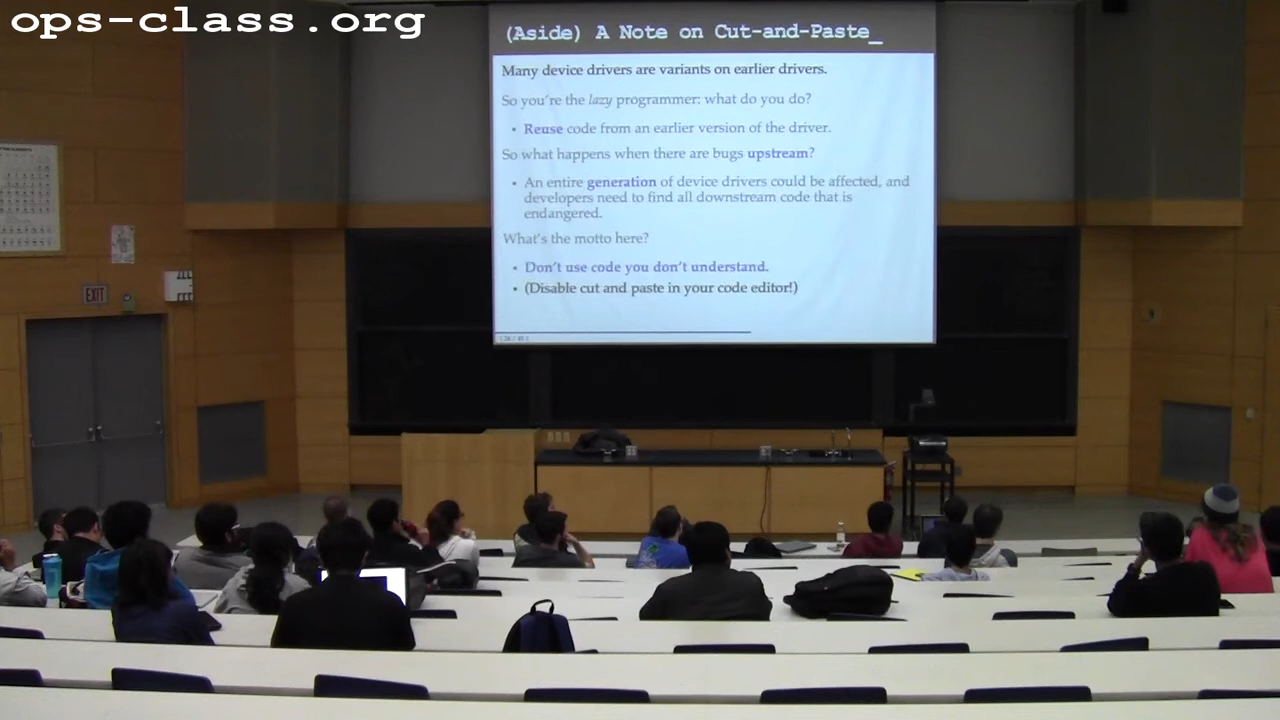 ops-class.org
(Aside) A Note on Cut-and-Paste_
Many device drivers are variants on earlier drivers.
So you're the lazy programmer: what do you do?
• Reuse code from an earlier version of the driver.
So what happens when there are bugs upstream?
• An entire generation of device drivers could be affected, and
developers need to find all downstream code that is
endangered.
What's the motto here?
• Don't use code you don't understand.
• (Disable cut and paste in your code editor!)
EXIT